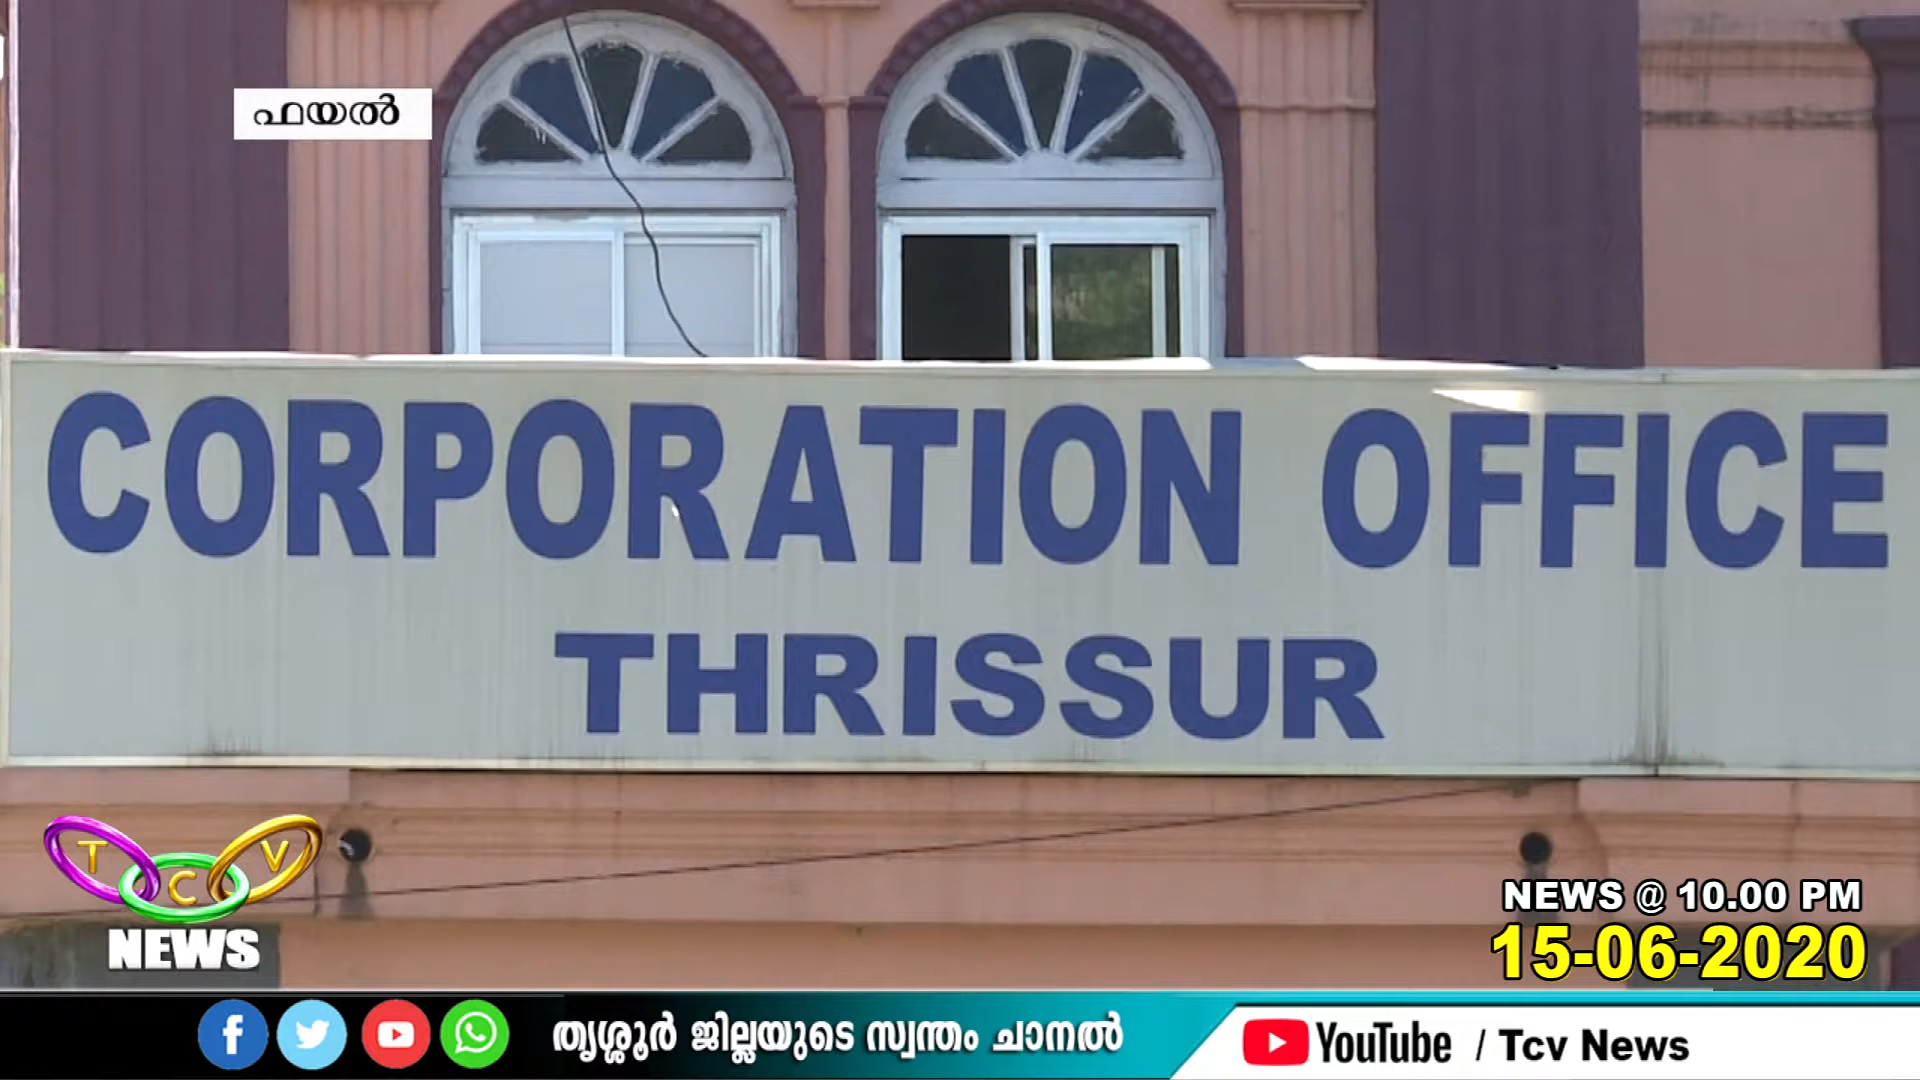 ഫയൽ
CORPORATION OFFICE
THRISSUR
T C V
NEWS
NEWS @ 10.00 PM
15-06-2020
തൃശ്ശൂർ ജില്ലയുടെ സ്വന്തം ചാനൽ
YouTube / Tcv News